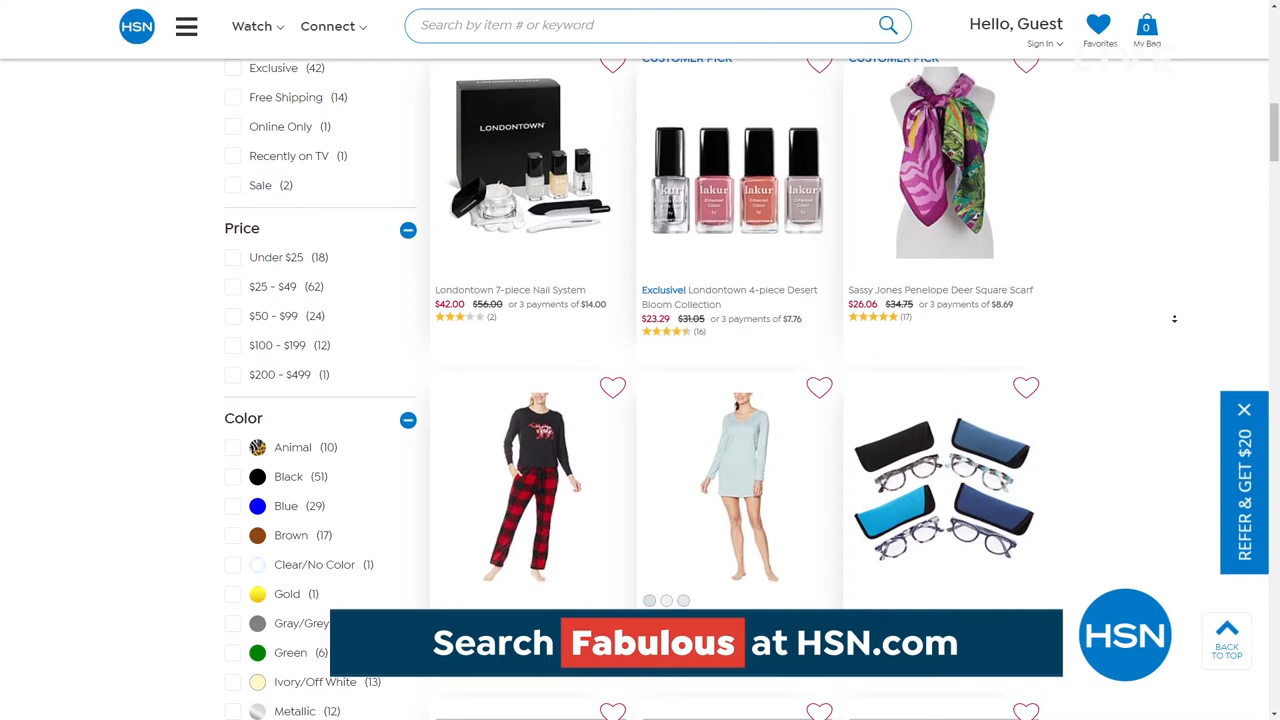 HSN
Watch
Connect
Search by item # or keyword
Hello, Guest
Sign In
Favorites
0
My Bag
LIVE
Exclusive (42)
Free Shipping (14)
Online Only (1)
Recently on TV (1)
Sale (2)
Price
Under $25 (18)
$25 - $49 (62)
$50 - $99 (24)
$100 - $199 (12)
$200 - $499 (1)
Color
Animal (10)
Black (51)
Blue (29)
Brown (17)
Clear/No Color (1)
Gold (1)
Gray/Grey
Green (6)
Ivory/Off White (13)
Metallic (12)
LONDONTOWN
LONDONTOWN
Londontown 7-piece Nail System
$42.00 $56.00 or 3 payments of $14.00
(2)
CUSTOMER PICK
kur
lakur
lakur
lakur
Exclusive! Londontown 4-piece Desert
Bloom Collection
$23.29 $31.05 or 3 payments of $7.76
(16)
CUSTOMER PICK
Sassy Jones Penelope Deer Square Scarf
$26.06 $34.75 or 3 payments of $8.69
(17)
REFER & GET $20
Search Fabulous at HSN.com
HSN
BACK
TO TOP